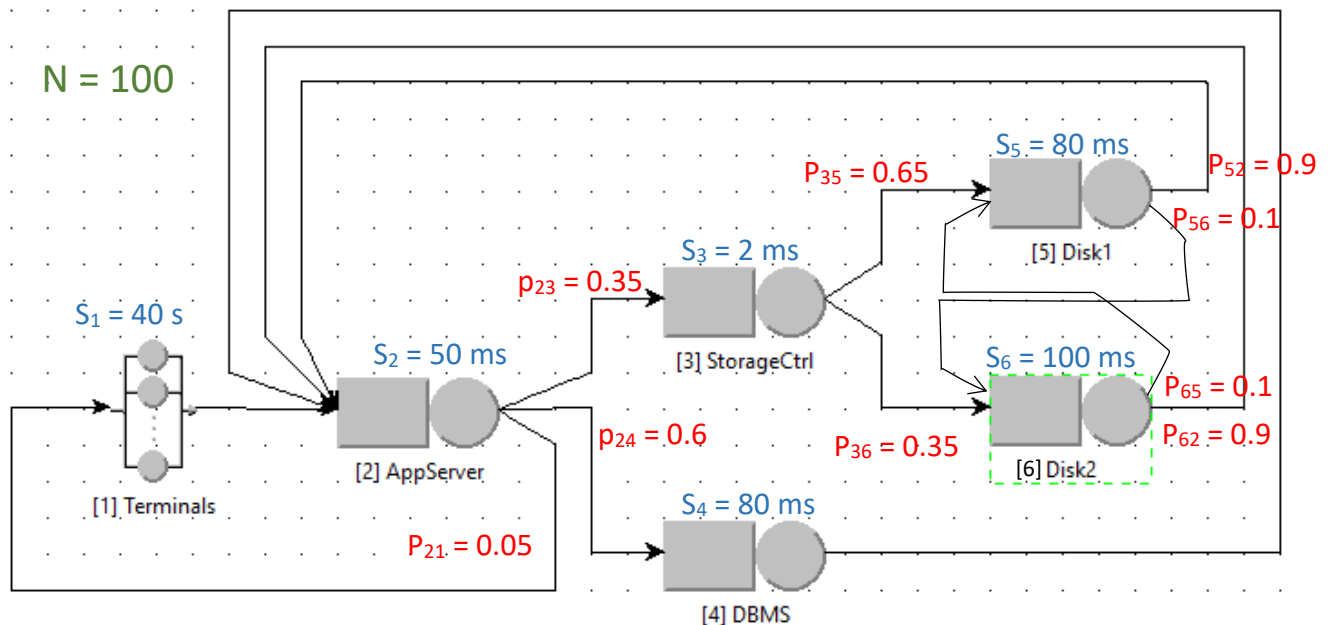 N = 100
S₅ = 80 ms
P₃₅ = 0.65
P₅₂ = 0.9
P₅₆ = 0.1
[5] Disk1
S₃ = 2 ms
p₂₃ = 0.35
S₁ = 40 s
S₂ = 50 ms
[3] StorageCtrl
S₆ = 100 ms
P₆₅ = 0.1
p₂₄ = 0.6
P₃₆ = 0.35
P₆₂ = 0.9
[2] AppServer
[6] Disk2
[1] Terminals
S₄ = 80 ms
P₂₁ = 0.05
[4] DBMS